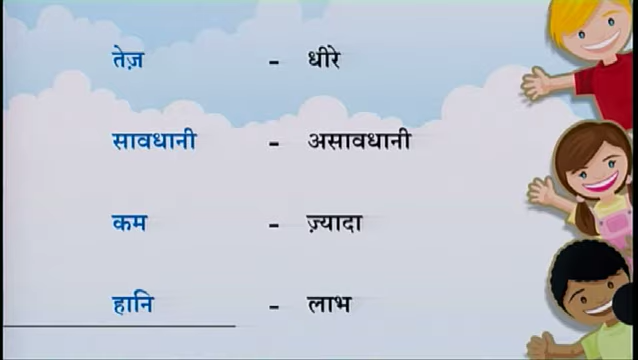 तेज़ - धीरे
सावधानी - असावधानी
कम - ज़्यादा
हानि - लाभ